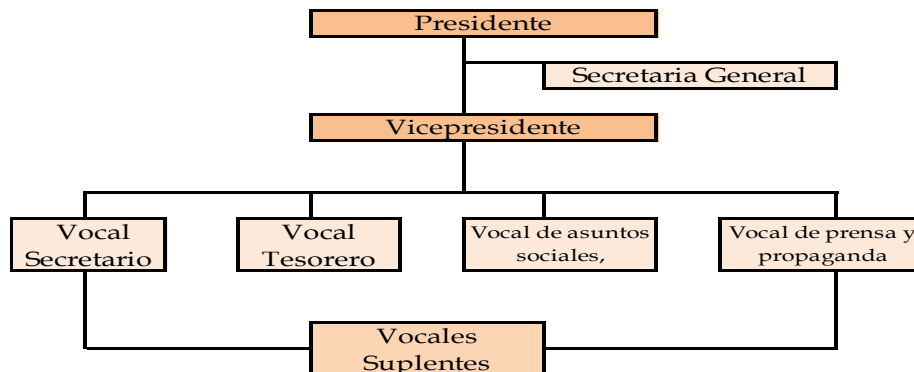 Presidente
Secretaria General
Vicepresidente
Vocal
Secretario
Vocal
Tesorero
Vocal de asuntos
sociales,
Vocal de prensa y
propaganda
Vocales
Suplentes